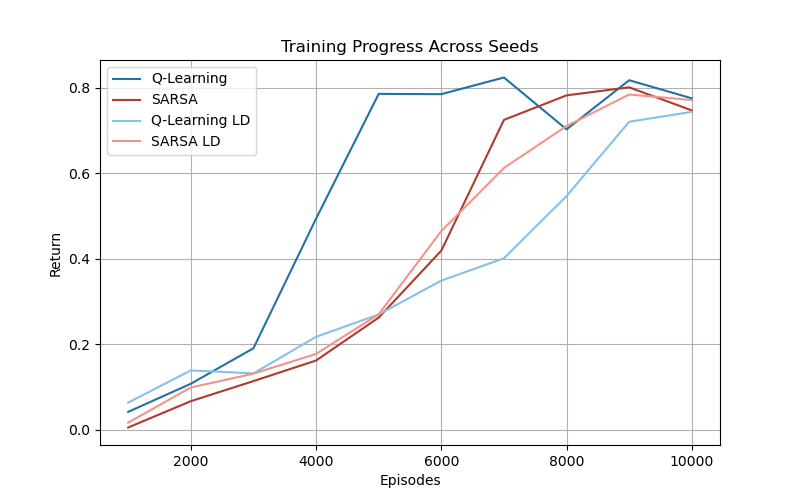 Training Progress Across Seeds
Q-Learning
SARSA
Q-Learning LD
SARSA LD
Return
0.8
0.6
0.4
0.2
0.0
2000 4000 6000 8000 10000
Episodes